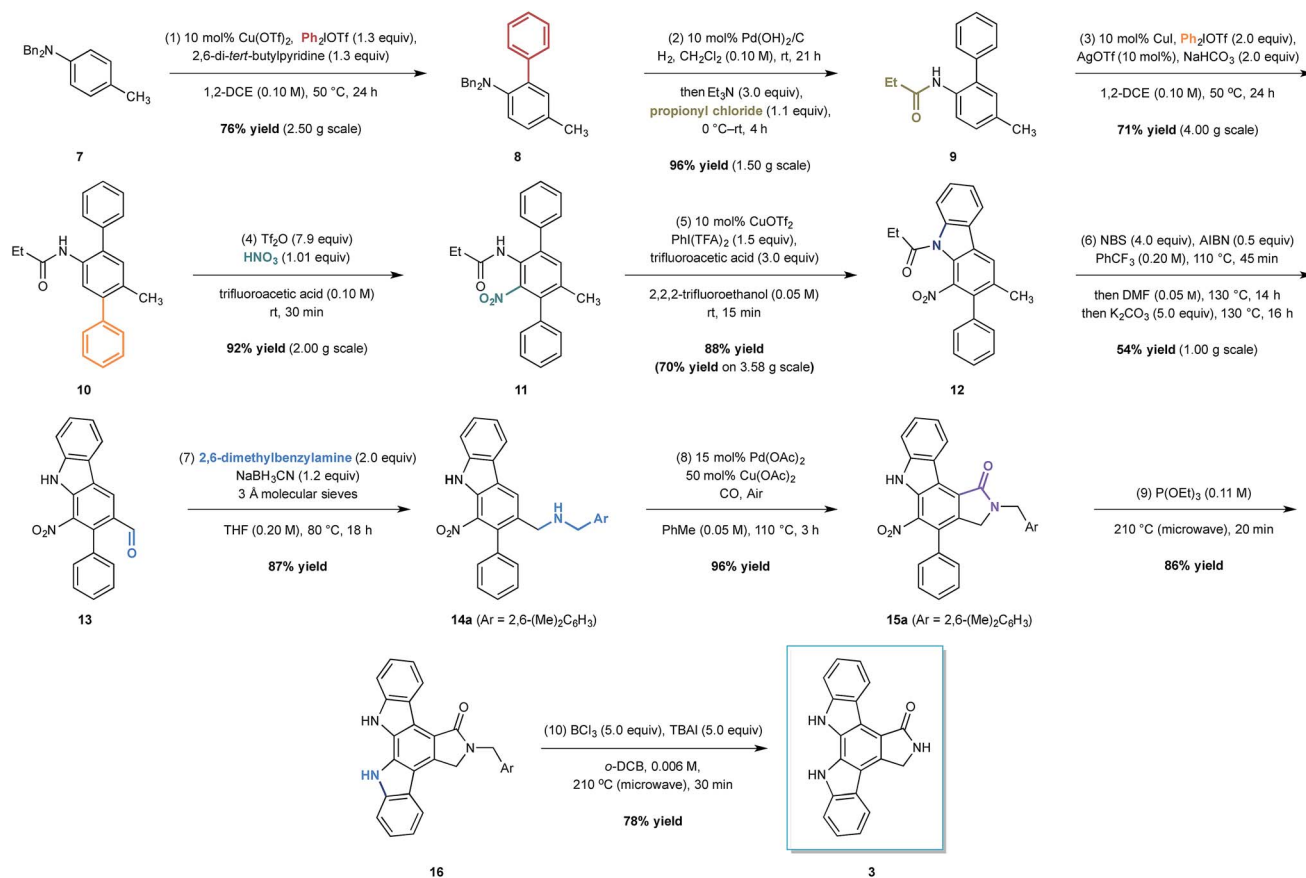 (1) 10 mol% Cu(OTf)2, Ph2IOTf (1.3 equiv),
2,6-di-tert-butylpyridine (1.3 equiv)
1,2-DCE (0.10 M), 50 °C, 24 h
76% yield (2.50 g scale)
Bn2N
CH3
7
Bn2N
CH3
8
(2) 10 mol% Pd(OH)2/C
H2, CH2Cl2 (0.10 M), rt, 21 h
then Et3N (3.0 equiv),
propionyl chloride (1.1 equiv),
0 °C–rt, 4 h
96% yield (1.50 g scale)
Et
H
N
O
CH3
9
(3) 10 mol% CuI, Ph2IOTf (2.0 equiv),
AgOTf (10 mol%), NaHCO3 (2.0 equiv)
1,2-DCE (0.10 M), 50 °C, 24 h
71% yield (4.00 g scale)
Et
H
N
O
CH3
10
(4) Tf2O (7.9 equiv)
HNO3 (1.01 equiv)
trifluoroacetic acid (0.10 M)
rt, 30 min
92% yield (2.00 g scale)
Et
H
N
O
O2N
CH3
11
(5) 10 mol% CuOTf2
PhI(TFA)2 (1.5 equiv),
trifluoroacetic acid (3.0 equiv)
2,2,2-trifluoroethanol (0.05 M)
rt, 15 min
88% yield
(70% yield on 3.58 g scale)
Et
N
O
O2N
CH3
12
(6) NBS (4.0 equiv), AIBN (0.5 equiv)
PhCF3 (0.20 M), 110 °C, 45 min
then DMF (0.05 M), 130 °C, 14 h
then K2CO3 (5.0 equiv), 130 °C, 16 h
54% yield (1.00 g scale)
HN
O2N
O
13
(7) 2,6-dimethylbenzylamine (2.0 equiv)
NaBH3CN (1.2 equiv)
3 Å molecular sieves
THF (0.20 M), 80 °C, 18 h
87% yield
HN
O2N
H
N
Ar
14a (Ar = 2,6-(Me)2C6H3)
(8) 15 mol% Pd(OAc)2
50 mol% Cu(OAc)2
CO, Air
PhMe (0.05 M), 110 °C, 3 h
96% yield
HN
O2N
O
N
Ar
15a (Ar = 2,6-(Me)2C6H3)
(9) P(OEt)3 (0.11 M)
210 °C (microwave), 20 min
86% yield
HN
HN
O
N
Ar
16
(10) BCl3 (5.0 equiv), TBAI (5.0 equiv)
o-DCB, 0.006 M,
210 °C (microwave), 30 min
78% yield
HN
HN
O
NH
3